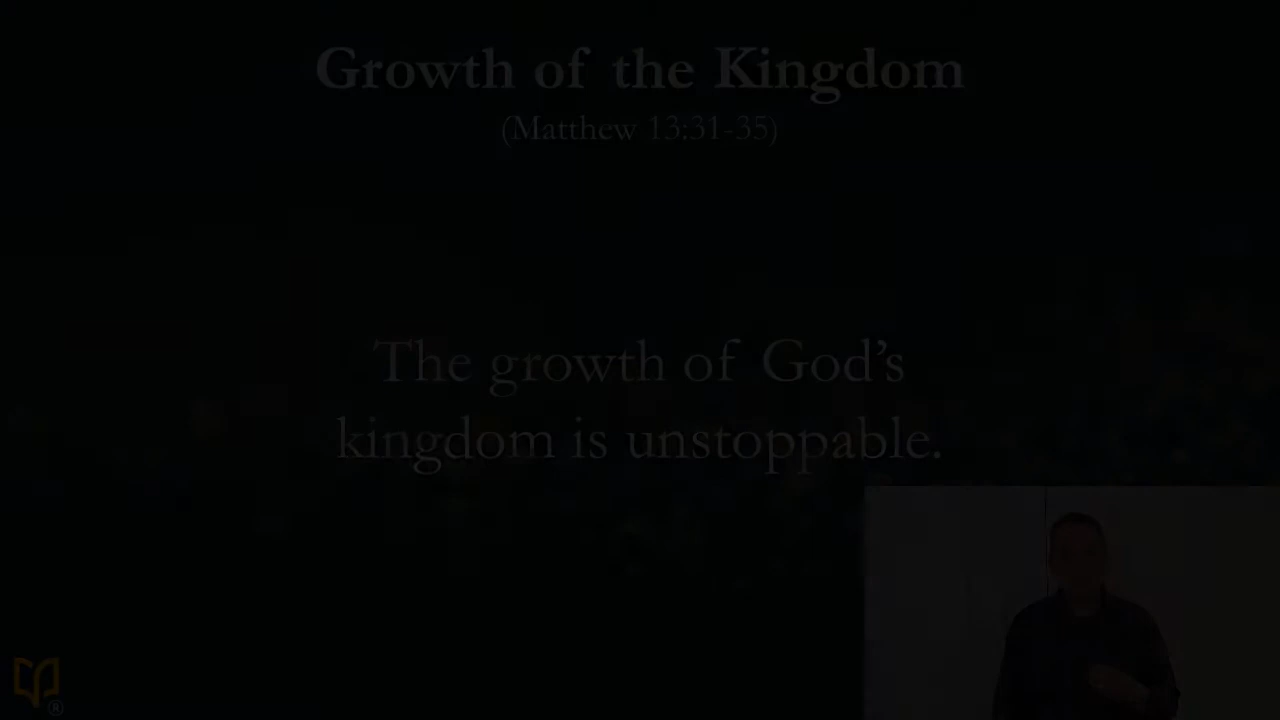 Growth of the Kingdom
(Matthew 13:31-35)
The growth of God’s
kingdom is unstoppable.
®